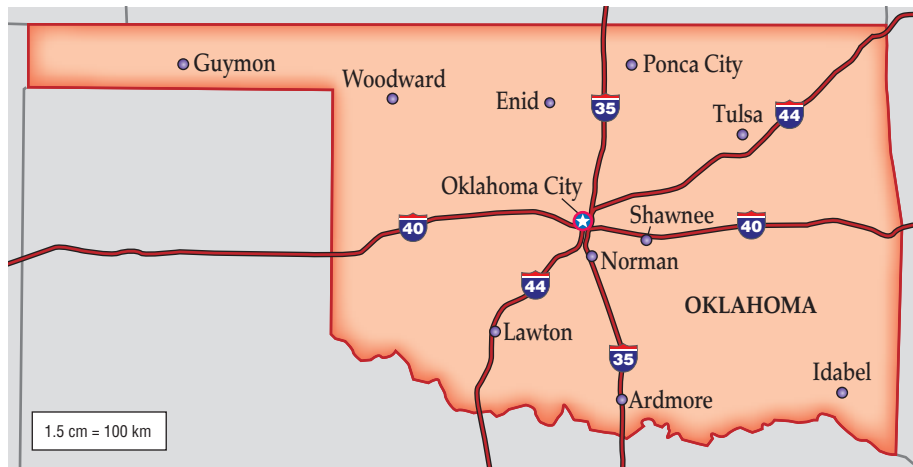 Guymon
Woodward
Enid
35
Ponca City
Tulsa
44
Oklahoma City
40
Shawnee
40
Norman
44
OKLAHOMA
Lawton
35
Idabel
Ardmore
1.5 cm = 100 km